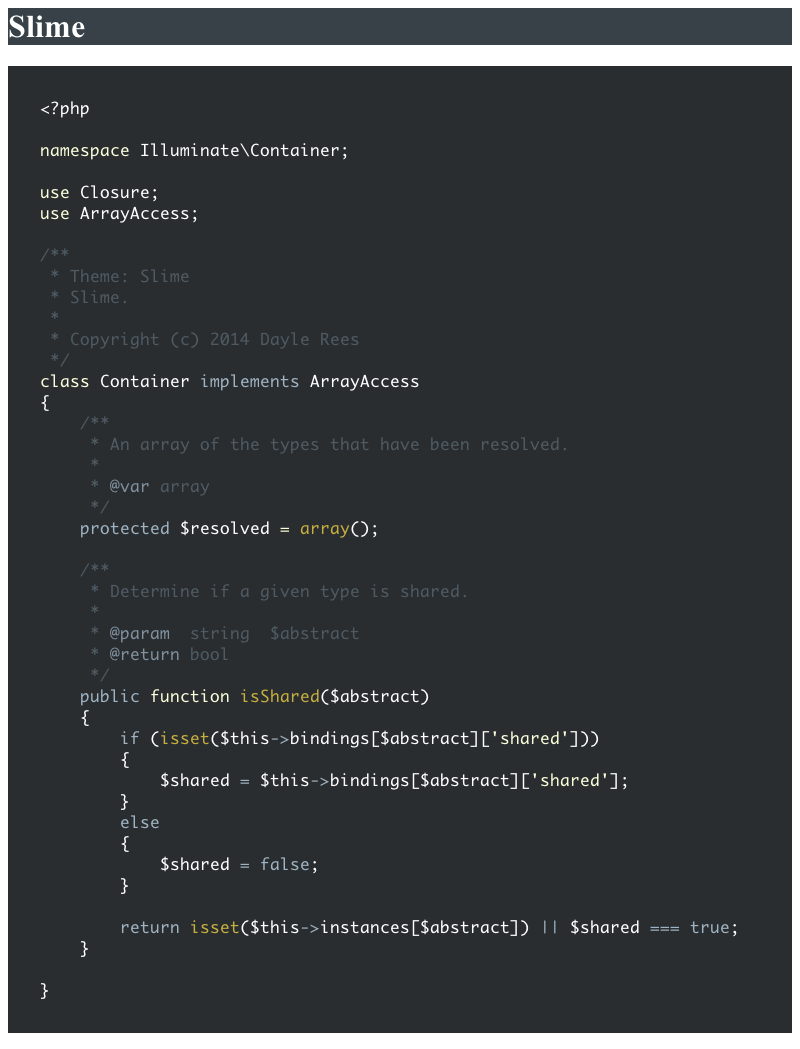 Slime
<?php
namespace Illuminate\Container;
use Closure;
use ArrayAccess;
/**
 * Theme: Slime
 * Slime.
 *
 * Copyright (c) 2014 Dayle Rees
 */
class Container implements ArrayAccess
{
    /**
     * An array of the types that have been resolved.
     *
     * @var array
     */
    protected $resolved = array();
    /**
     * Determine if a given type is shared.
     *
     * @param  string  $abstract
     * @return bool
     */
    public function isShared($abstract)
    {
        if (isset($this->bindings[$abstract]['shared']))
        {
            $shared = $this->bindings[$abstract]['shared'];
        }
        else
        {
            $shared = false;
        }
        return isset($this->instances[$abstract]) || $shared === true;
    }
}